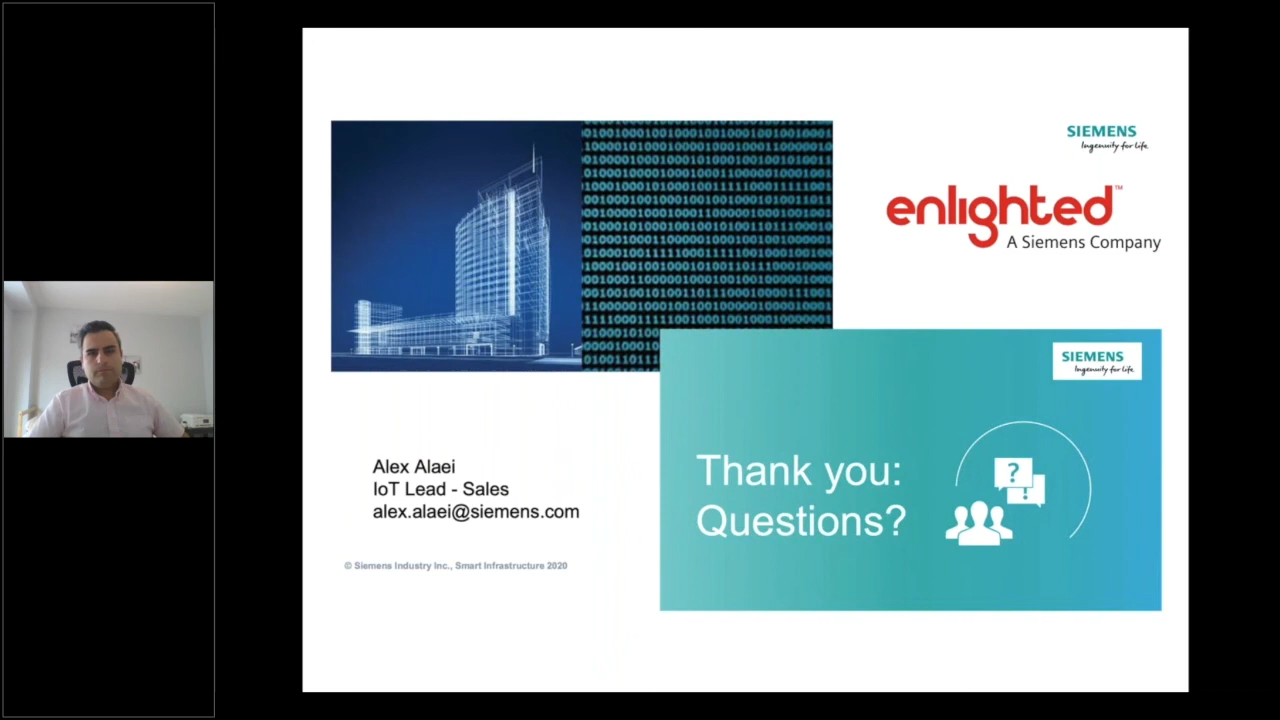 SIEMENS
Ingenuity for life
enlighted™
A Siemens Company
SIEMENS
Ingenuity for life
Thank you:
Questions?
?
!
Alex Alaei
IoT Lead - Sales
alex.alaei@siemens.com
© Siemens Industry Inc., Smart Infrastructure 2020